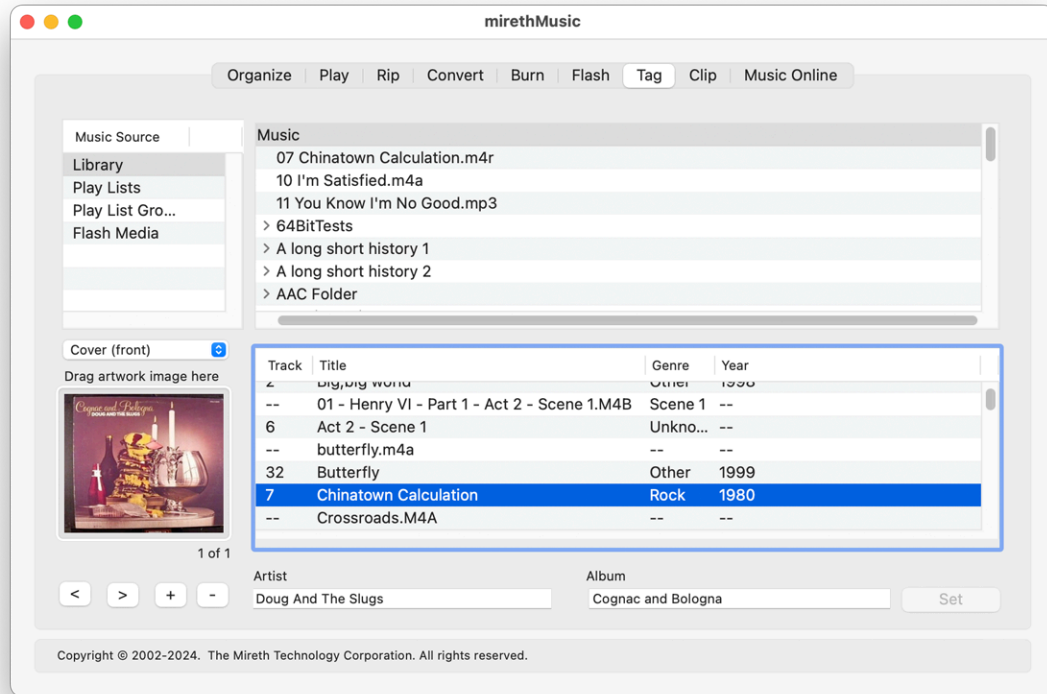 mirethMusic
Organize Play Rip Convert Burn Flash Tag Clip Music Online
Music Source
Library
Play Lists
Play List Gro...
Flash Media
Music
07 Chinatown Calculation.m4r
10 I'm Satisfied.m4a
11 You Know I'm No Good.mp3
> 64BitTests
> A long short history 1
> A long short history 2
> AAC Folder
Cover (front)
Drag artwork image here
Cognac and Bologna
DOUG AND THE SLUGS
1 of 1
< > + -
Track Title Genre Year
2 Big,big world Other 1998
-- 01 - Henry VI - Part 1 - Act 2 - Scene 1.M4B Scene 1 --
6 Act 2 - Scene 1 Unkno... --
-- butterfly.m4a -- --
32 Butterfly Other 1999
7 Chinatown Calculation Rock 1980
-- Crossroads.M4A -- --
Artist Album
Doug And The Slugs Cognac and Bologna Set
Copyright © 2002-2024. The Mireth Technology Corporation. All rights reserved.